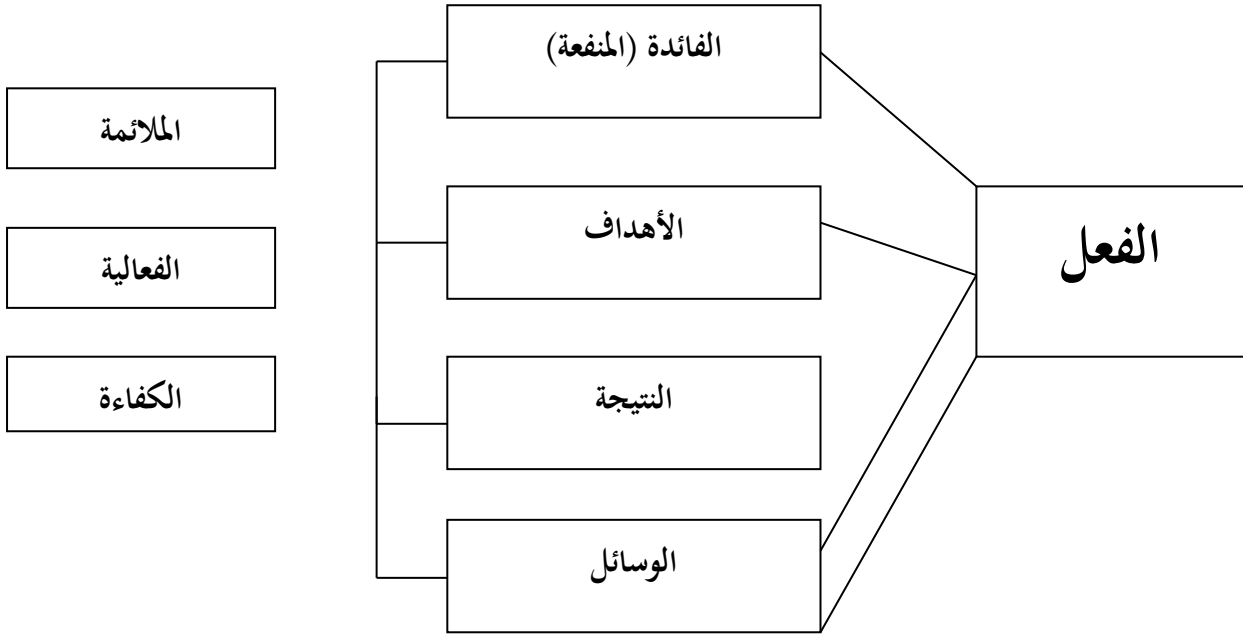 الفعل
الفائدة (المنفعة)
الأهداف
النتيجة
الوسائل
الملائمة
الفعالية
الكفاءة